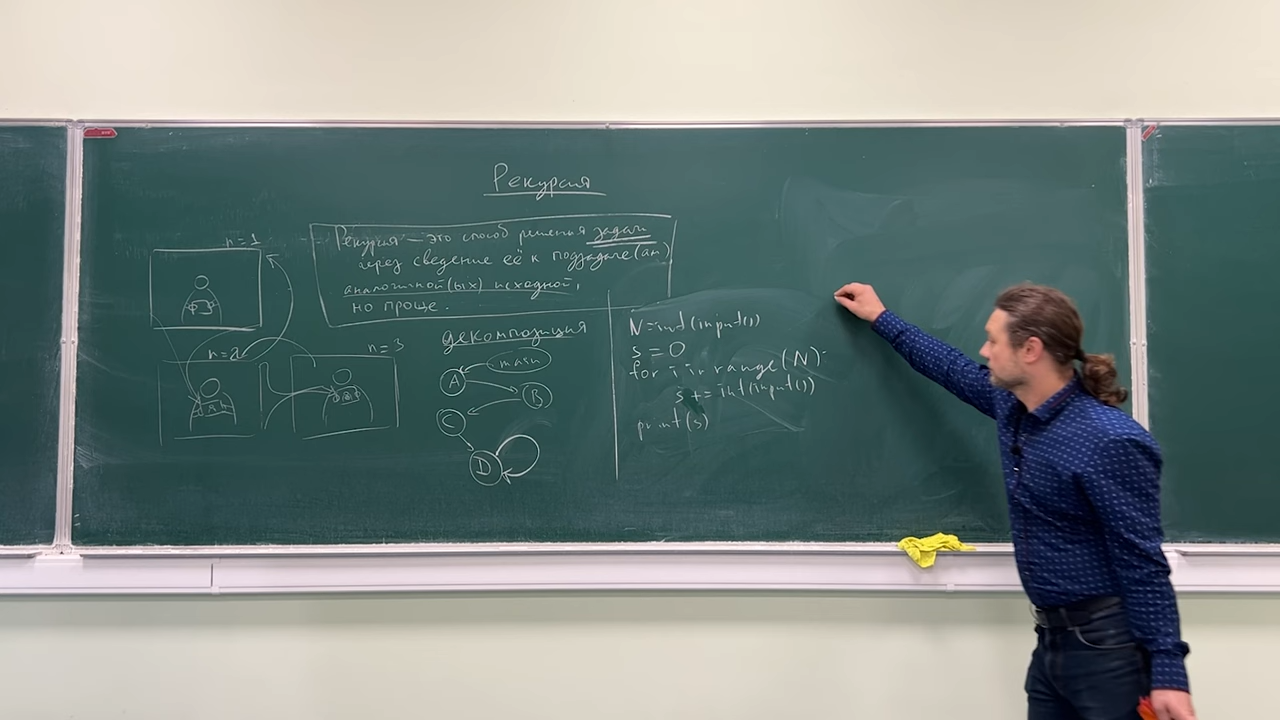 Рекурсия
Рекурсия — это способ решения задачи
через сведение её к подзадаче(ам)
аналогичной(ых) исходной,
но проще.
n=1
n=2
n=3
декомпозиция
main
A
B
C
D
N=int(input())
s=0
for i in range(N):
s+=int(input())
print(s)